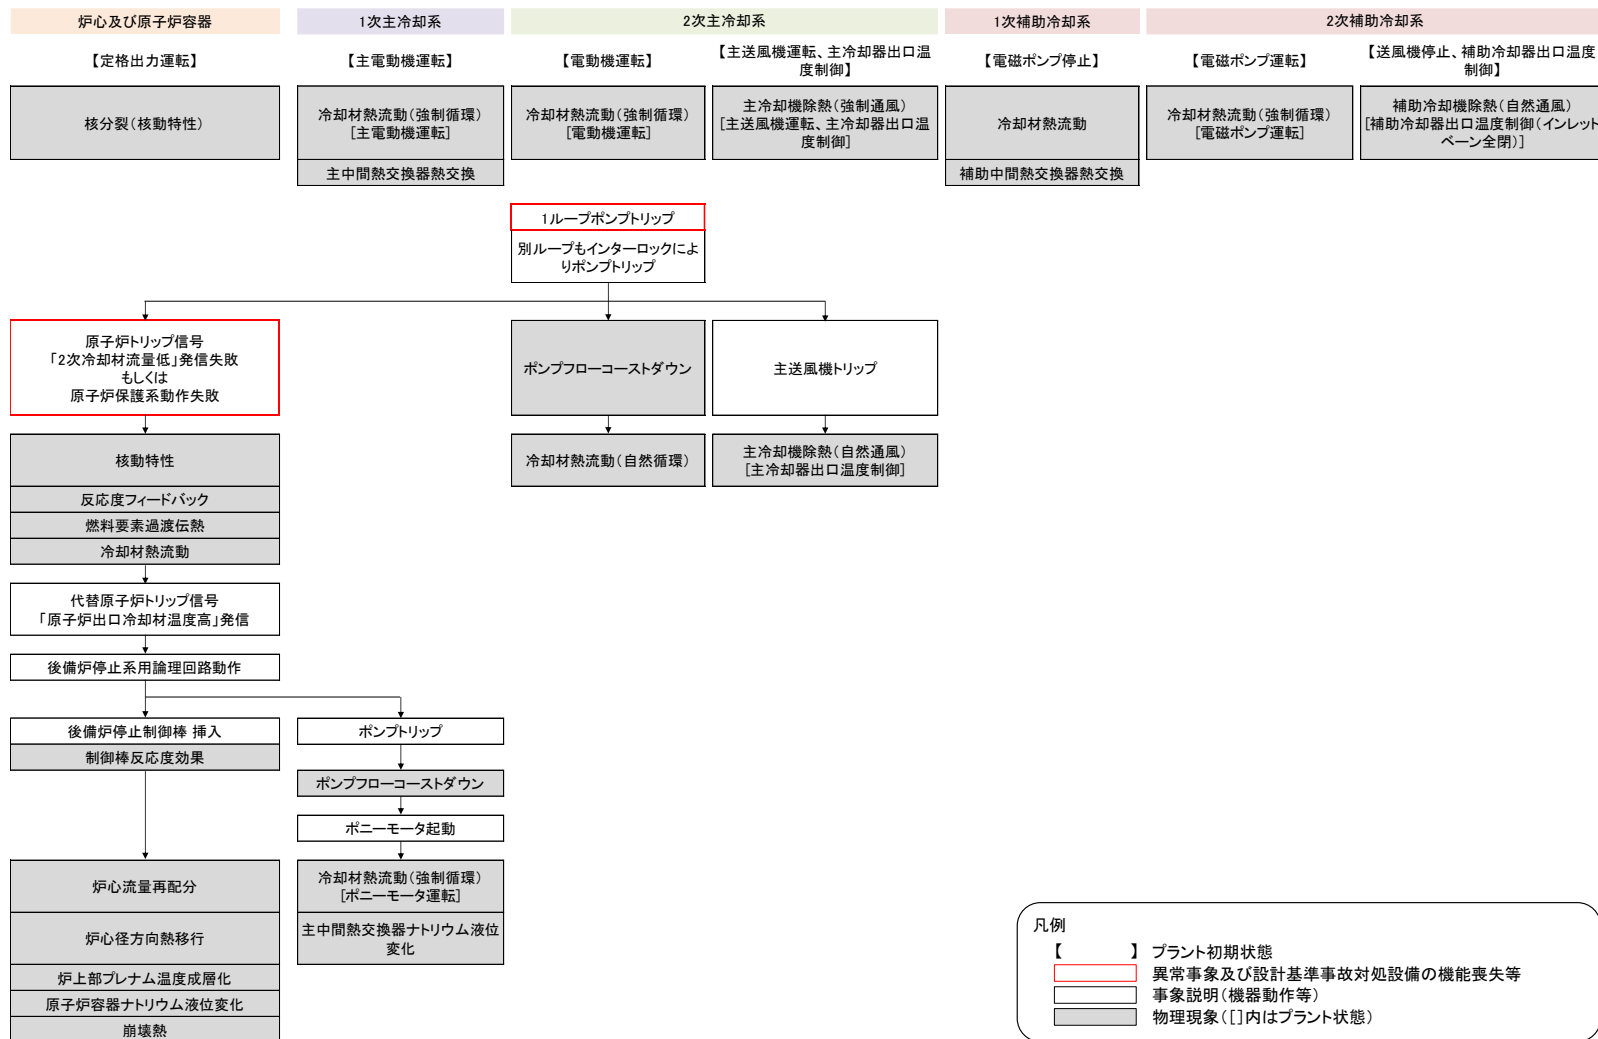 炉心及び原子炉容器
1次主冷却系
2次主冷却系
1次補助冷却系
2次補助冷却系
【定格出力運転】
【主電動機運転】
【電動機運転】
【主送風機運転、主冷却器出口温
度制御】
【電磁ポンプ停止】
【電磁ポンプ運転】
【送風機停止、補助冷却器出口温度
制御】
核分裂(核動特性)
冷却材熱流動(強制循環)
[主電動機運転]
主中間熱交換器熱交換
冷却材熱流動(強制循環)
[電動機運転]
主冷却機除熱(強制通風)
[主送風機運転、主冷却器出口温
度制御]
冷却材熱流動
補助中間熱交換器熱交換
冷却材熱流動(強制循環)
[電磁ポンプ運転]
補助冷却機除熱(自然通風)
[補助冷却器出口温度制御(インレット
ベーン全閉)]
1ループポンプトリップ
別ループもインターロックによ
りポンプトリップ
原子炉トリップ信号
「2次冷却材流量低」発信失敗
もしくは
原子炉保護系動作失敗
ポンプフローコーストダウン
主送風機トリップ
核動特性
反応度フィードバック
燃料要素過渡伝熱
冷却材熱流動
冷却材熱流動(自然循環)
主冷却機除熱(自然通風)
[主冷却器出口温度制御]
代替原子炉トリップ信号
「原子炉出口冷却材温度高」発信
後備炉停止系用論理回路動作
後備炉停止制御棒 挿入
制御棒反応度効果
ポンプトリップ
ポンプフローコーストダウン
ポニーモータ起動
冷却材熱流動(強制循環)
[ポニーモータ運転]
主中間熱交換器ナトリウム液位
変化
炉心流量再配分
炉心径方向熱移行
炉上部プレナム温度成層化
原子炉容器ナトリウム液位変化
崩壊熱
凡例
【 】 プラント初期状態
異常事象及び設計基準事故対処設備の機能喪失等
事象説明(機器動作等)
物理現象([]内はプラント状態)